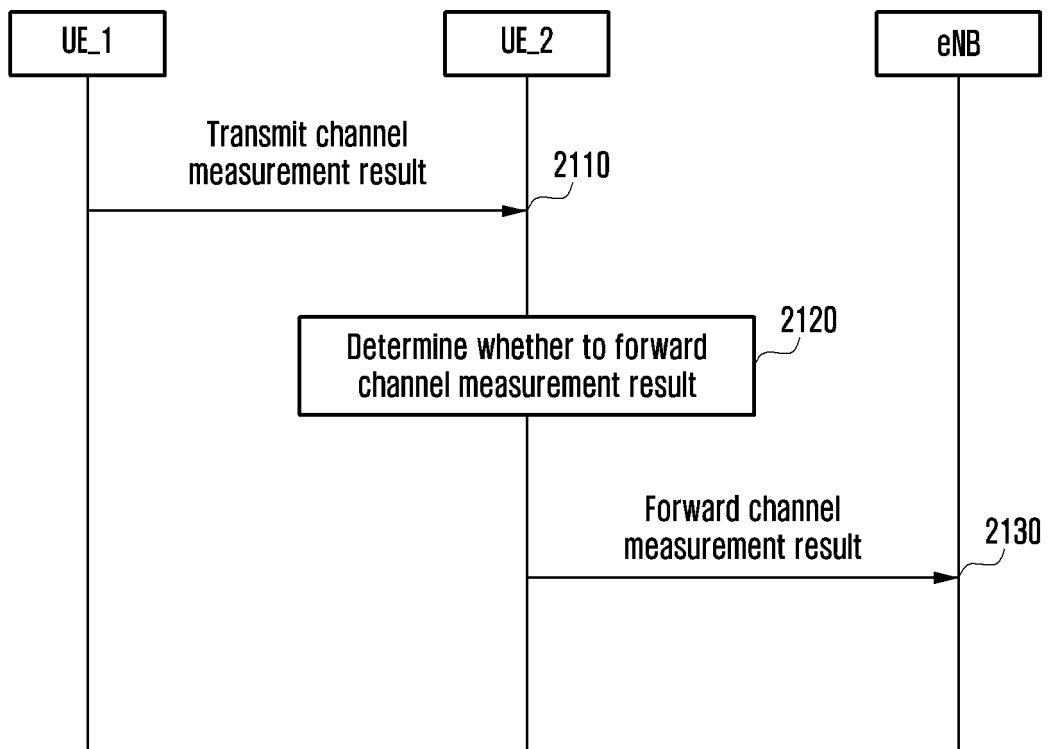 UE_1
UE_2
eNB
Transmit channel
measurement result
2110
Determine whether to forward
channel measurement result
2120
Forward channel
measurement result
2130